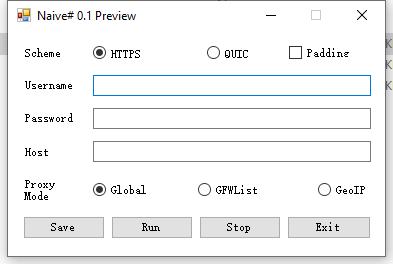 Naive# 0.1 Preview
Scheme HTTPS QUIC Padding
Username
Password
Host
Proxy Mode Global GFWList GeoIP
Save Run Stop Exit
K
K
K